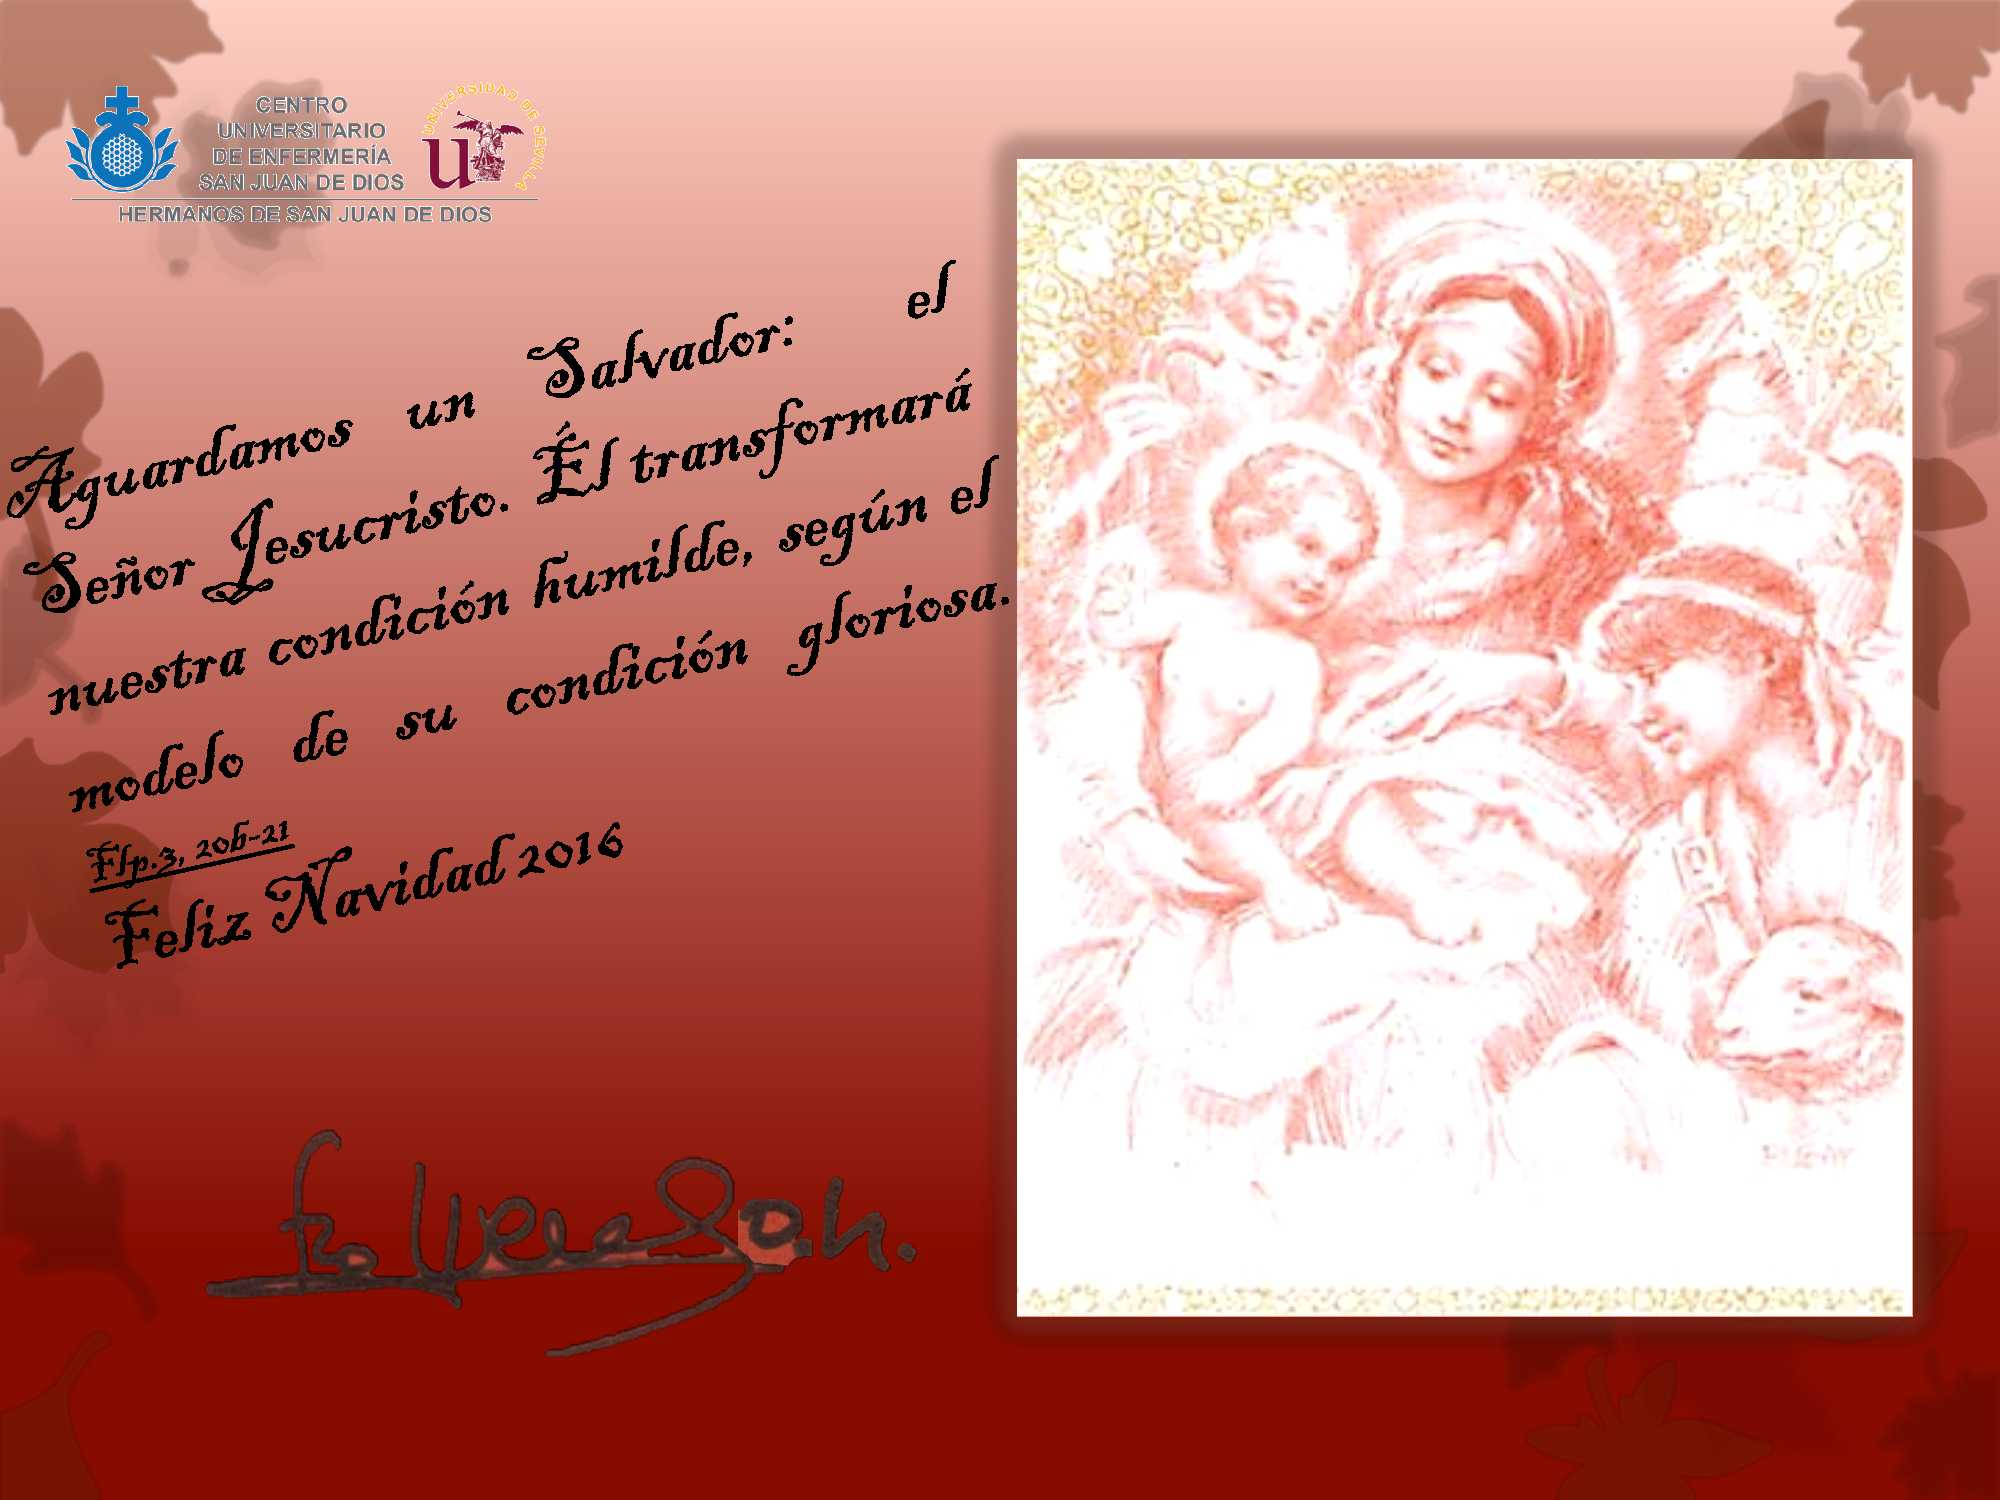 CENTRO
UNIVERSITARIO
DE ENFERMERÍA
SAN JUAN DE DIOS
HERMANOS DE SAN JUAN DE DIOS
UNIVERSIDAD DE SEVILLA
Aguardamos un Salvador: el
Señor Jesucristo. Él transformará
nuestra condición humilde, según el
modelo de su condición gloriosa.
Flp.3, 20b-21
Feliz Navidad 2016